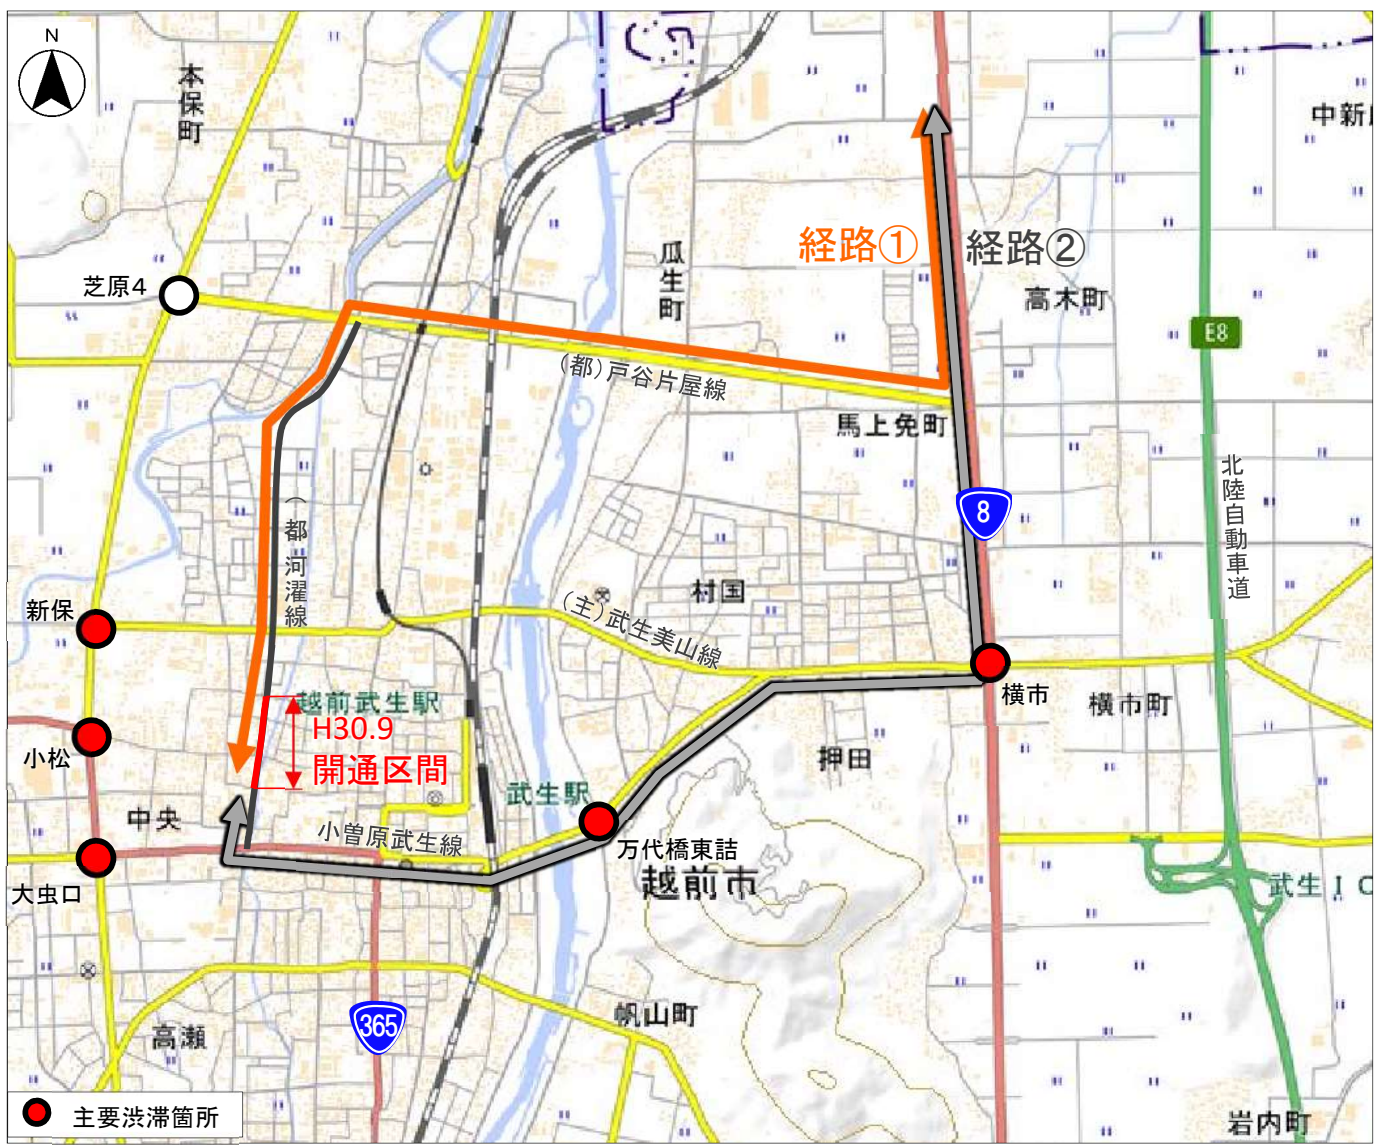 N
本保町
中新
芝原4
経路①
経路②
瓜生町
高木町
E8
(都)戸谷片屋線
馬上免町
8
北陸自動車道
(都)河濯線
新保
村国
(主)武生美山線
横市
横市町
越前武生駅
H30.9
開通区間
小松
押田
武生駅
中央
小曽原武生線
万代橋東詰
越前市
大虫口
武生IC
365
帆山町
高瀬
主要渋滞箇所
岩内町